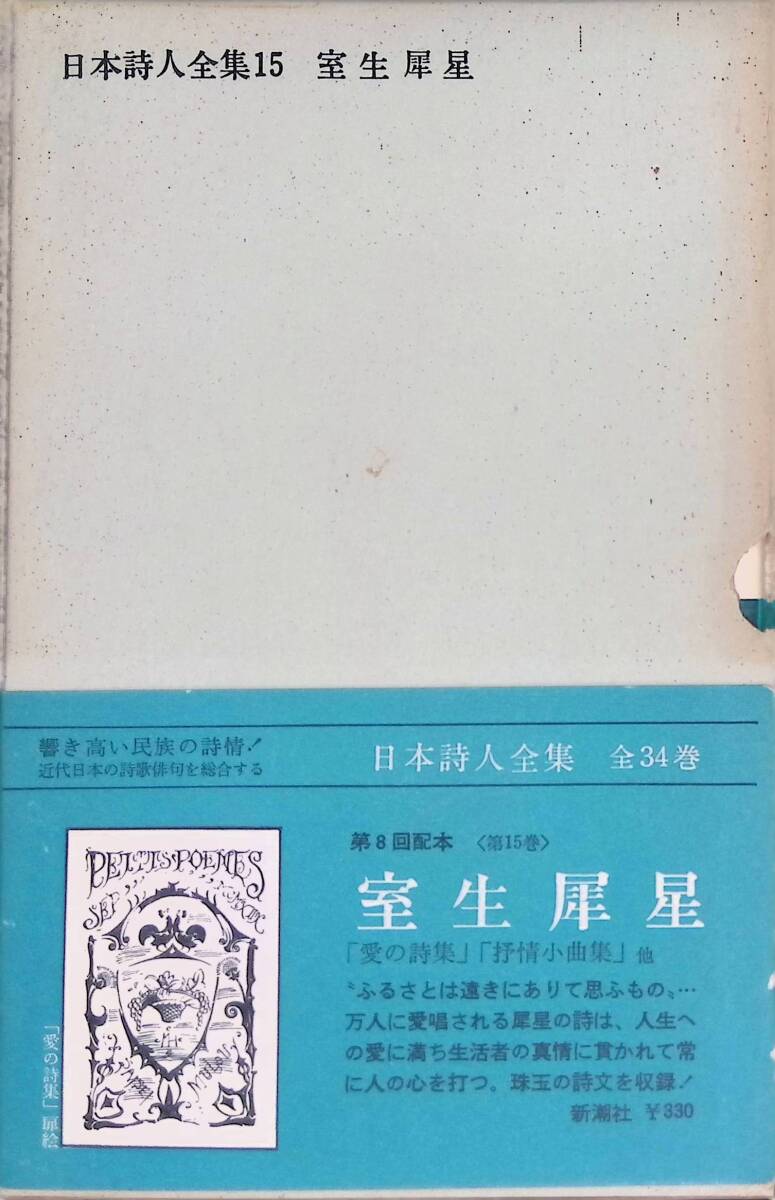 日本詩人全集15　室生犀星
響き高い民族の詩情！
近代日本の詩歌俳句を総合する
日本詩人全集　全34巻
第8回配本〈第15巻〉
室生犀星
「愛の詩集」「抒情小曲集」他
〝ふるさとは遠きにありて思ふもの〟…
万人に愛唱される犀星の詩は、人生へ
の愛に満ち生活者の真情に貫かれて常
に人の心を打つ。珠玉の詩文を収録！
新潮社　￥330
PETITS POEMES
「愛の詩集」扉絵